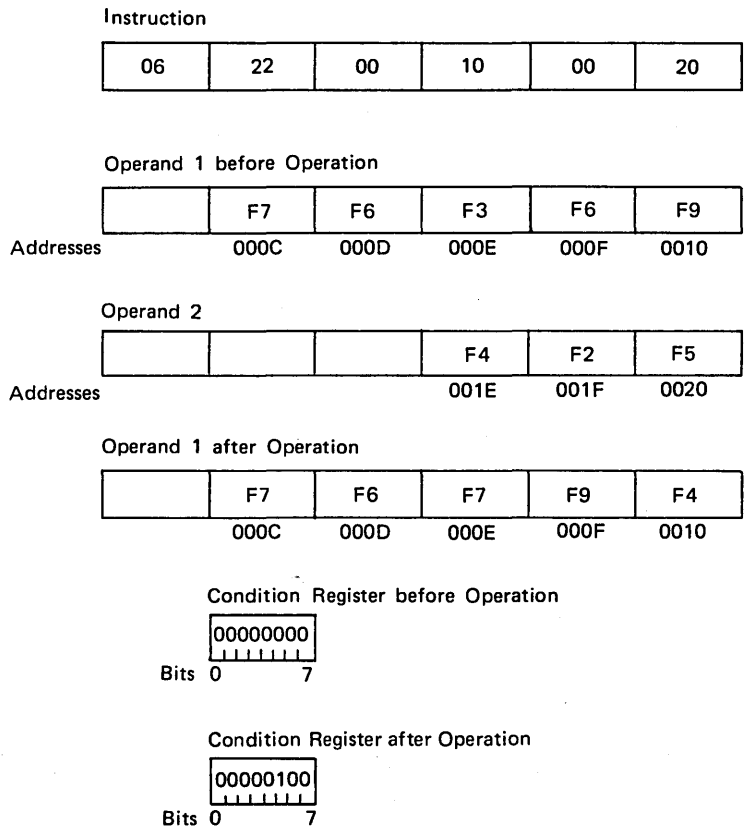 Instruction
06 22 00 10 00 20
Operand 1 before Operation
F7 F6 F3 F6 F9
Addresses 000C 000D 000E 000F 0010
Operand 2
F4 F2 F5
Addresses 001E 001F 0020
Operand 1 after Operation
F7 F6 F7 F9 F4
000C 000D 000E 000F 0010
Condition Register before Operation
00000000
Bits 0 7
Condition Register after Operation
00000100
Bits 0 7